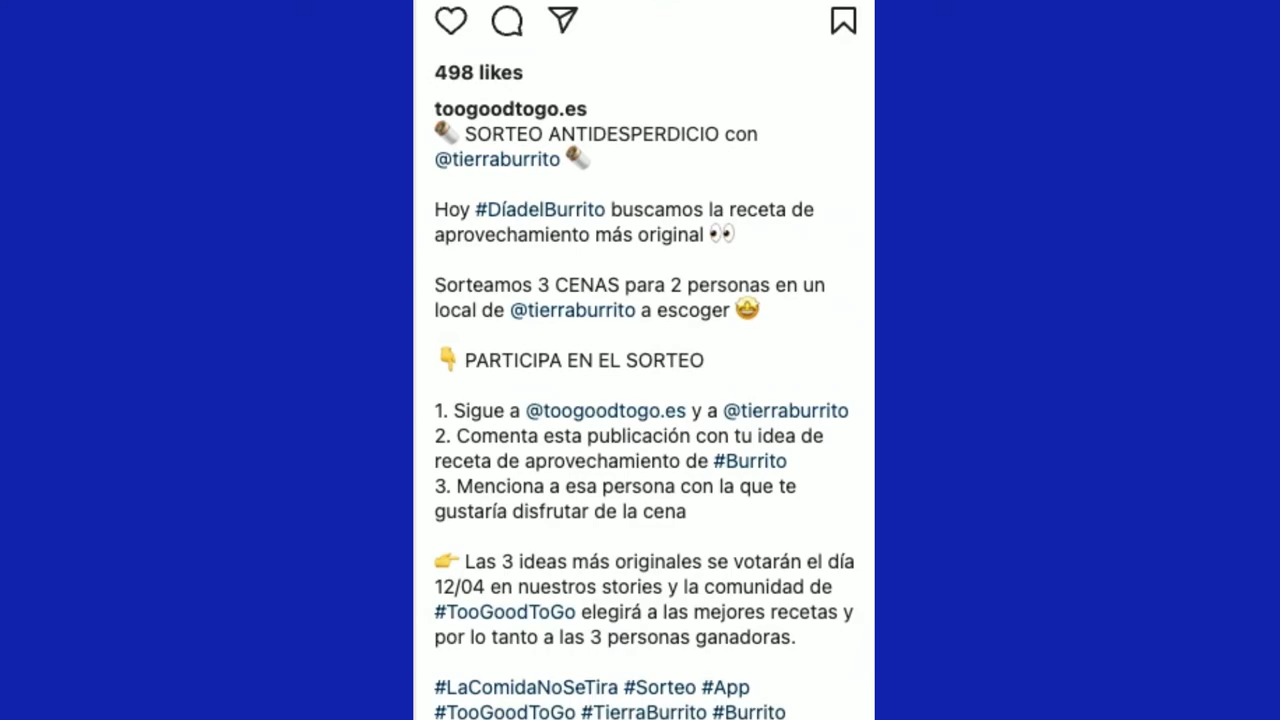 498 likes
toogoodtogo.es
🌯 SORTEO ANTIDESPERDICIO con
@tierraburrito 🌯
Hoy #DíadelBurrito buscamos la receta de
aprovechamiento más original 👀
Sorteamos 3 CENAS para 2 personas en un
local de @tierraburrito a escoger 🤩
👇 PARTICIPA EN EL SORTEO
1. Sigue a @toogoodtogo.es y a @tierraburrito
2. Comenta esta publicación con tu idea de
receta de aprovechamiento de #Burrito
3. Menciona a esa persona con la que te
gustaría disfrutar de la cena
👉 Las 3 ideas más originales se votarán el día
12/04 en nuestros stories y la comunidad de
#TooGoodToGo elegirá a las mejores recetas y
por lo tanto a las 3 personas ganadoras.
#LaComidaNoSeTira #Sorteo #App
#TooGoodToGo #TierraBurrito #Burrito